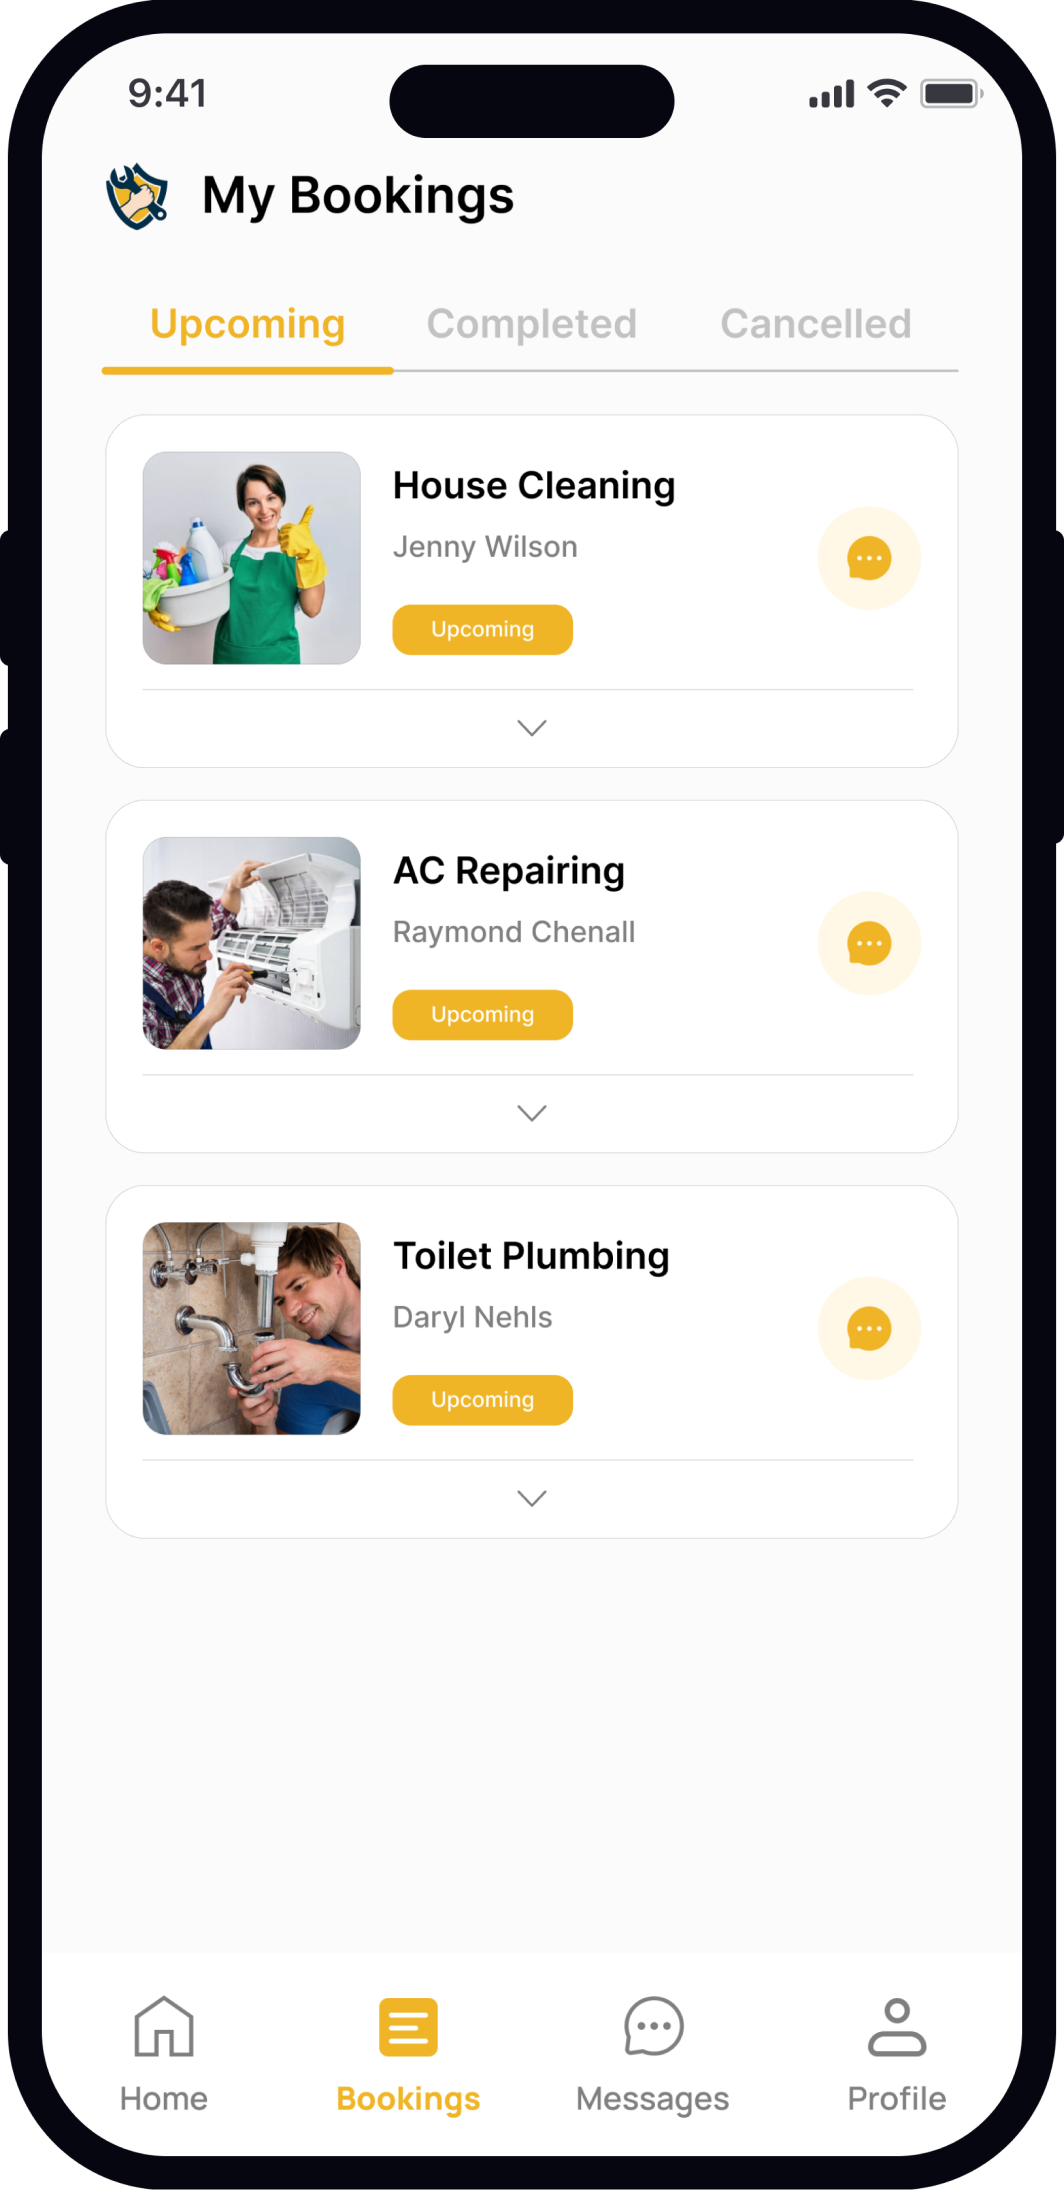 9:41
My Bookings
Upcoming Completed Cancelled
House Cleaning
Jenny Wilson
Upcoming
AC Repairing
Raymond Chenall
Upcoming
Toilet Plumbing
Daryl Nehls
Upcoming
Home Bookings Messages Profile